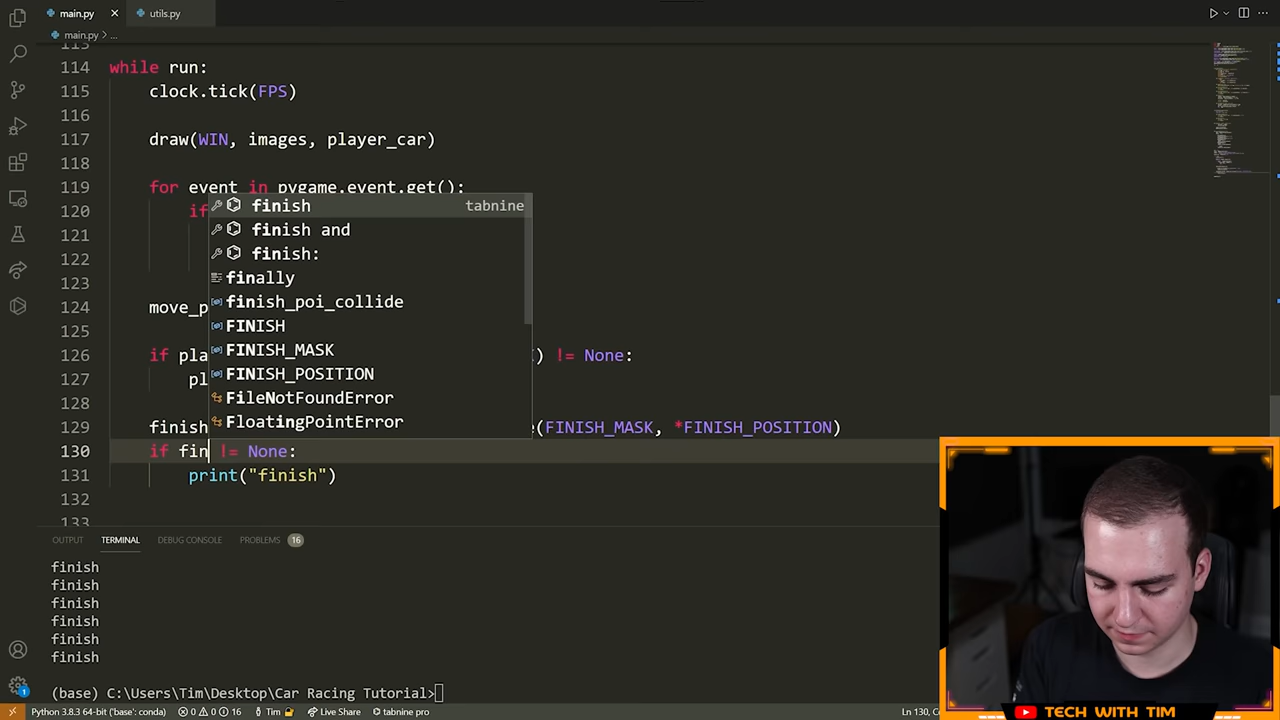 main.py
utils.py
main.py > ...
113
114 while run:
115 clock.tick(FPS)
116
117 draw(WIN, images, player_car)
118
119 for event in pygame.event.get():
120 if
121
122
123
124 move_p
125
126 if pla ) != None:
127 pl
128
129 finish e(FINISH_MASK, *FINISH_POSITION)
130 if fin != None:
131 print("finish")
132
133
finish tabnine
finish and
finish:
finally
finish_poi_collide
FINISH
FINISH_MASK
FINISH_POSITION
FileNotFoundError
FloatingPointError
OUTPUT TERMINAL DEBUG CONSOLE PROBLEMS 16
finish
finish
finish
finish
finish
finish
(base) C:\Users\Tim\Desktop\Car Racing Tutorial>
1
Python 3.8.3 64-bit ('base': conda) 0 0 16 Tim Live Share tabnine pro Ln 130, C
TECH WITH TIM